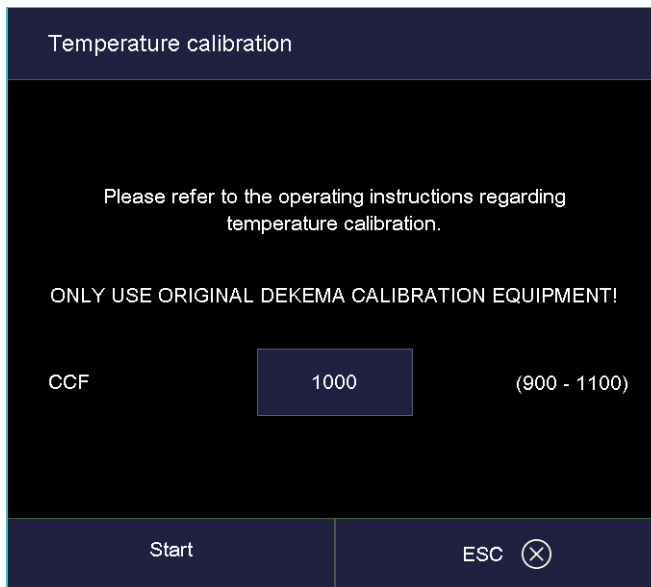 Temperature calibration
Please refer to the operating instructions regarding
temperature calibration.
ONLY USE ORIGINAL DEKEMA CALIBRATION EQUIPMENT!
CCF 1000 (900 - 1100)
Start ESC